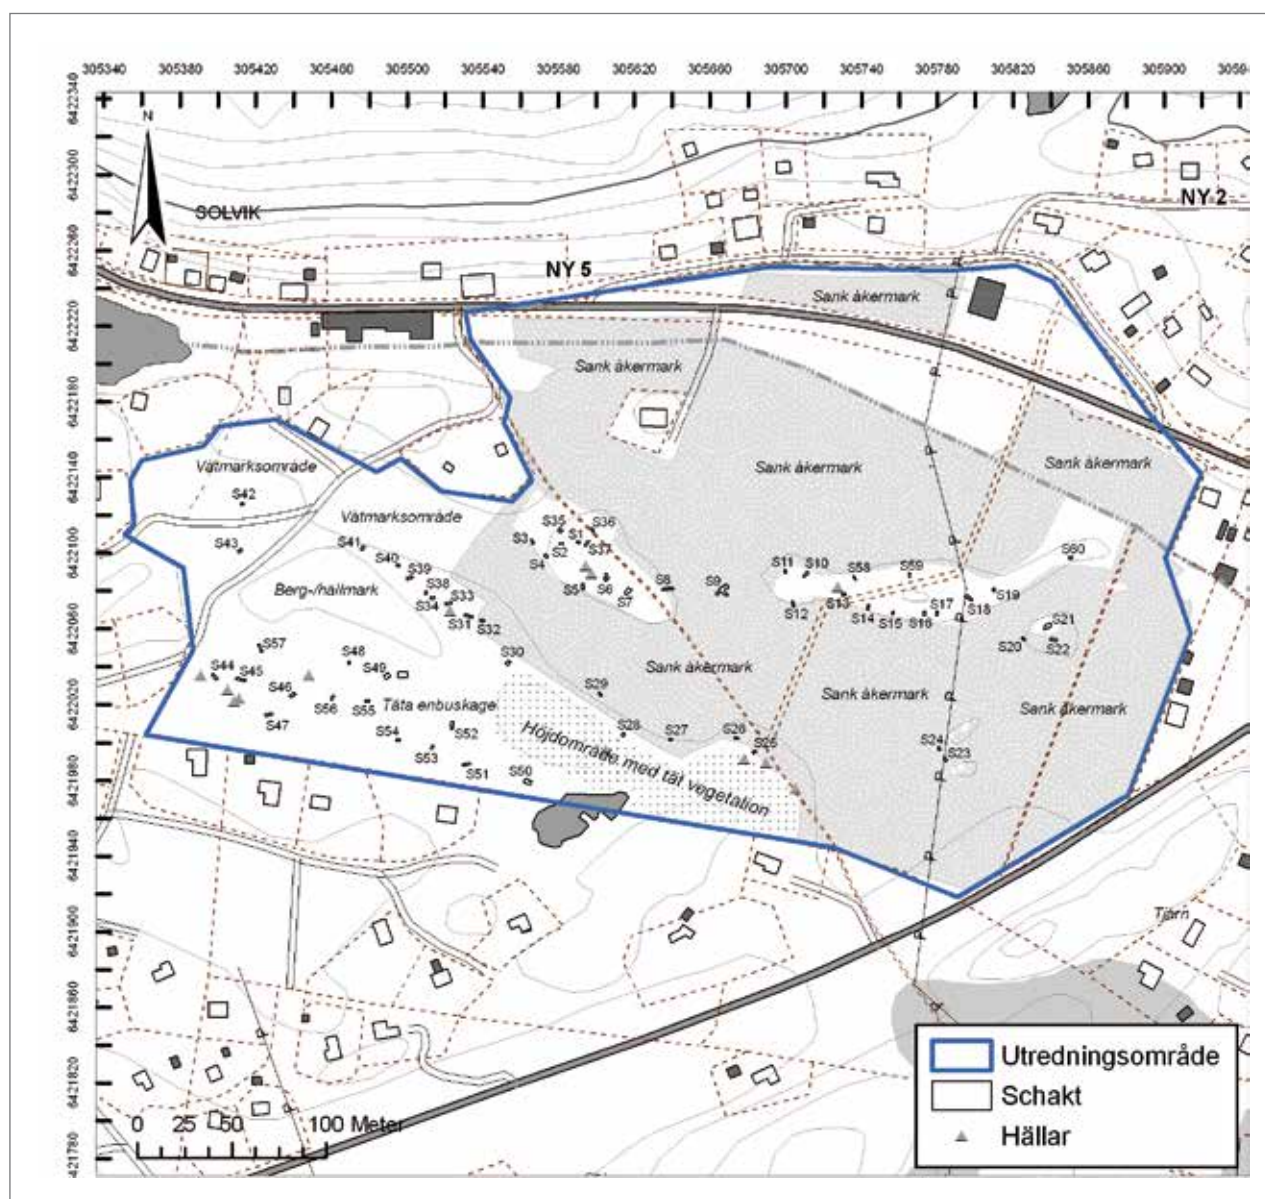 305340 305380 305420 305460 305500 305540 305580 305620 305660 305700 305740 305780 305820 305860 305900
6422340
6422300
6422260
6422220
6422180
6422140
6422100
6422060
6422020
6421980
6421940
6421900
6421860
6421820
N
SOLVIK
NY 2
NY 5
Sank åkermark
Sank åkermark
Sank åkermark
Sank åkermark
Våtmarksområde
S42
S43
Våtmarksområde
S41
S40
S39
S38
S34
S33
S31
S32
S35
S36
S3
S1
S2
S37
S4
S5
S6
S7
S8
S9
S11
S10
S58
S59
S60
S12
S13
S14
S15
S16
S17
S18
S19
S21
S20
S22
Berg-/hällmark
S57
S44
S45
S46
S47
S48
S49
S56
S55
Täta enbuskage
S54
S53
S52
S51
S50
S30
S29
S28
S27
S26
S25
Sank åkermark
Sank åkermark
Sank åkermark
S24
S23
Höjdområde med tät vegetation
Tjärn
0 25 50 100 Meter
Utredningsområde
Schakt
Hällar